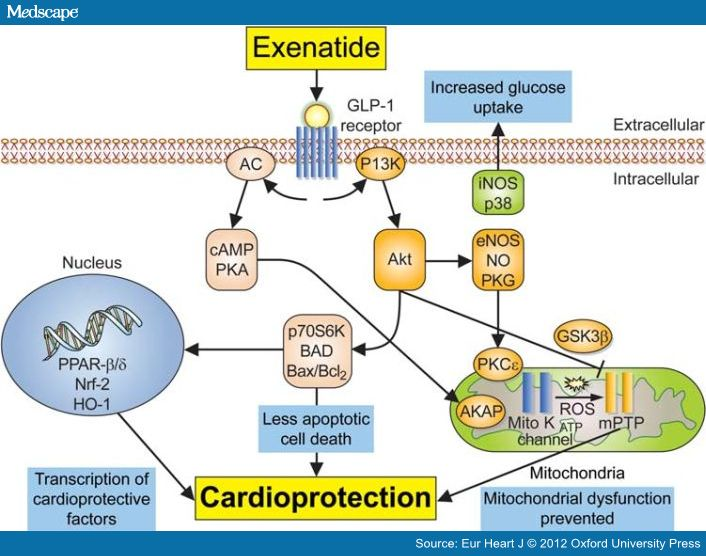 Medscape
Exenatide
GLP-1
receptor
Increased glucose
uptake
Extracellular
Intracellular
AC
P13K
iNOS
p38
cAMP
PKA
Akt
eNOS
NO
PKG
Nucleus
PPAR-β/δ
Nrf-2
HO-1
p70S6K
BAD
Bax/Bcl2
GSK3β
PKCε
AKAP
Mito K ATP
channel
ROS
mPTP
Less apoptotic
cell death
Mitochondria
Transcription of
cardioprotective
factors
Cardioprotection
Mitochondrial dysfunction
prevented
Source: Eur Heart J © 2012 Oxford University Press